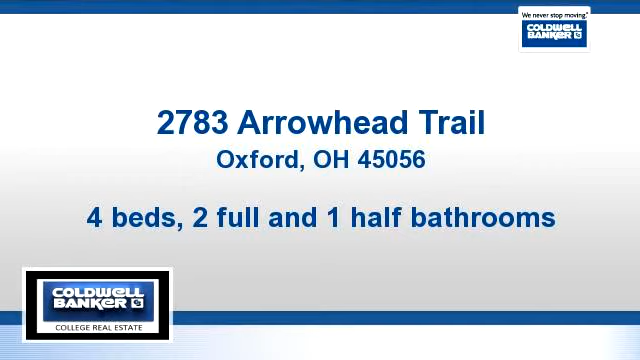 We never stop moving.®
COLDWELL
BANKER
2783 Arrowhead Trail
Oxford, OH 45056
4 beds, 2 full and 1 half bathrooms
COLDWELL
BANKER
COLLEGE REAL ESTATE